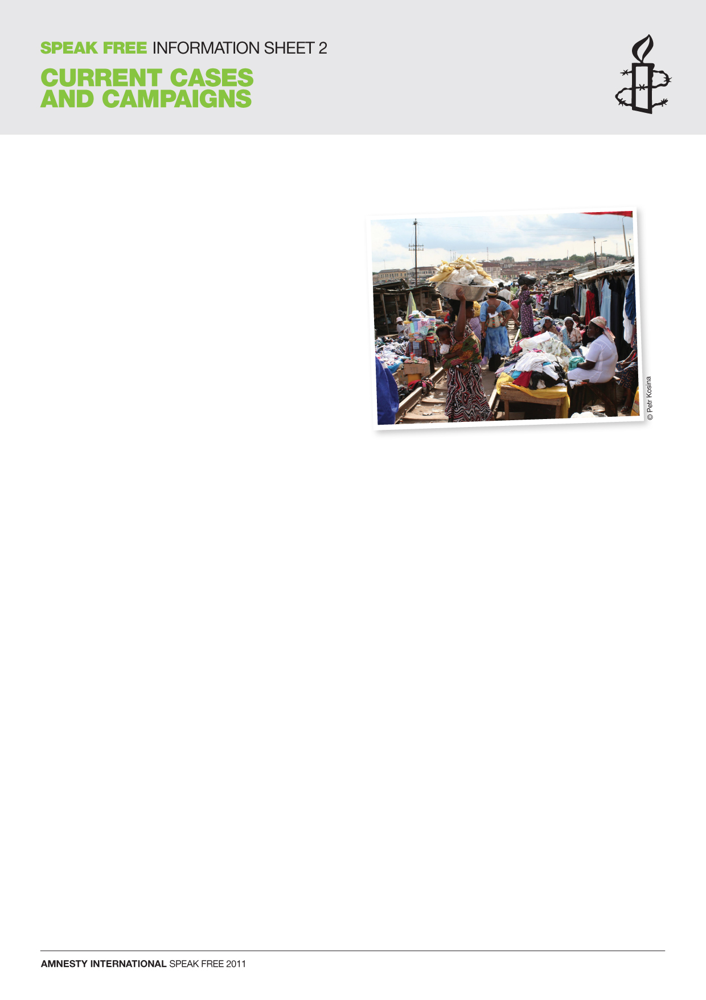 SPEAK FREE INFORMATION SHEET 2
CURRENT CASES
AND CAMPAIGNS
© Petr Kosina
AMNESTY INTERNATIONAL SPEAK FREE 2011